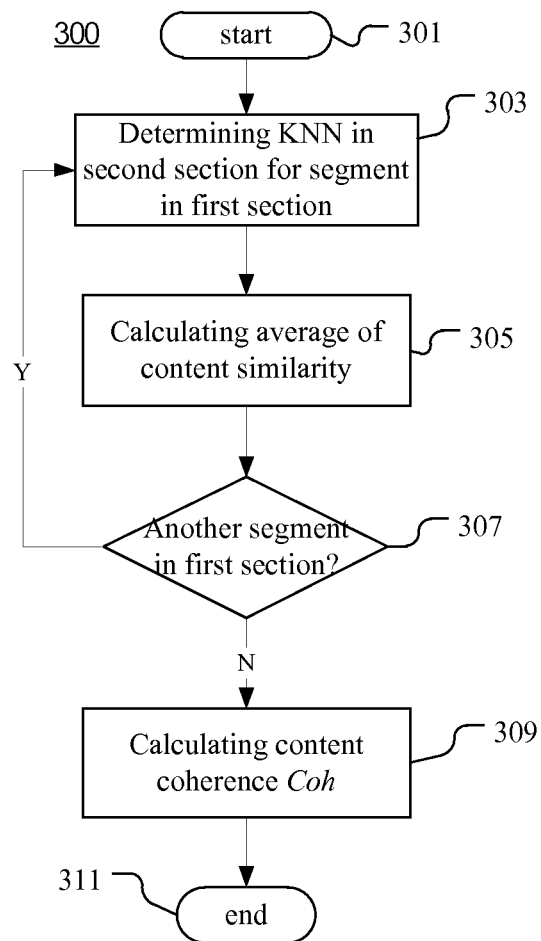 300
start
301
303
Determining KNN in
second section for segment
in first section
305
Calculating average of
content similarity
Y
307
Another segment
in first section?
N
309
Calculating content
coherence Coh
311
end